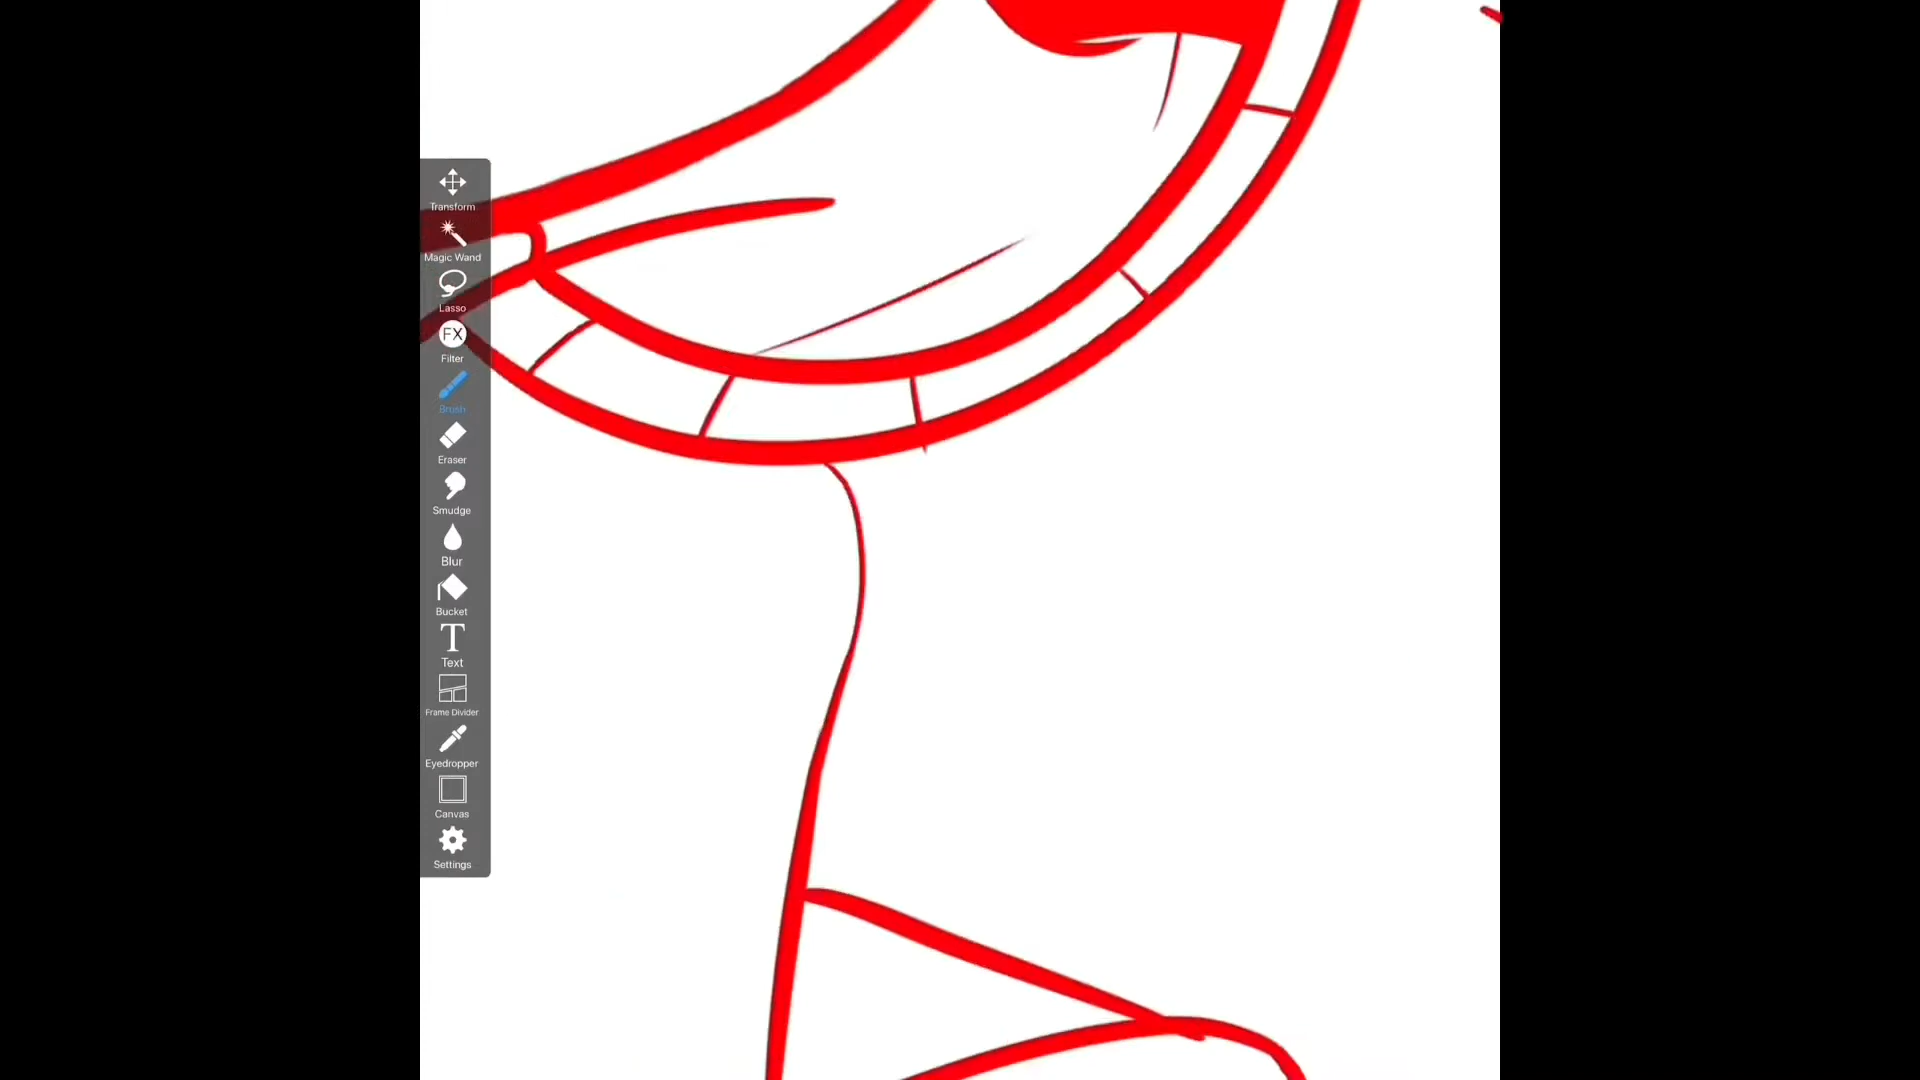 Transform
Magic Wand
Lasso
FX
Filter
Brush
Eraser
Smudge
Blur
Bucket
T
Text
Frame Divider
Eyedropper
Canvas
Settings